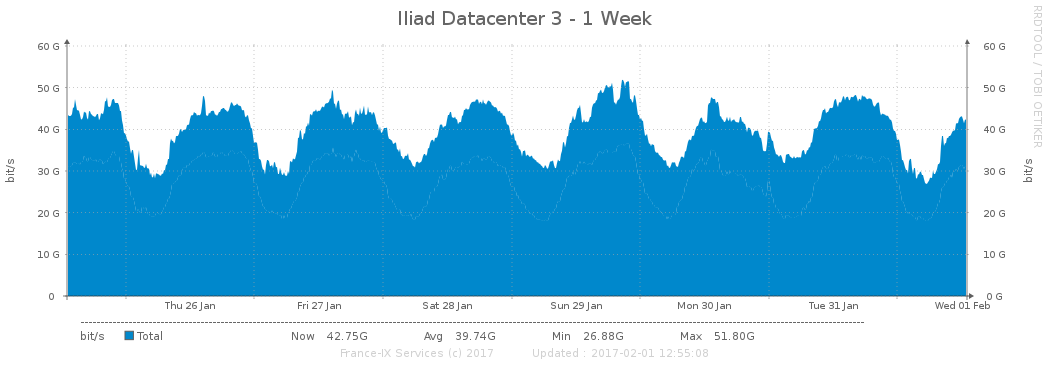 Iliad Datacenter 3 - 1 Week
RRDTOOL / TOBI OETIKER
60 G 60 G
50 G 50 G
40 G 40 G
30 G 30 G
20 G 20 G
10 G 10 G
0 0 G
bit/s bit/s
Thu 26 Jan Fri 27 Jan Sat 28 Jan Sun 29 Jan Mon 30 Jan Tue 31 Jan Wed 01 Feb
bit/s Total Now 42.75G Avg 39.74G Min 26.88G Max 51.80G
France-IX Services (c) 2017 Updated : 2017-02-01 12:55:08